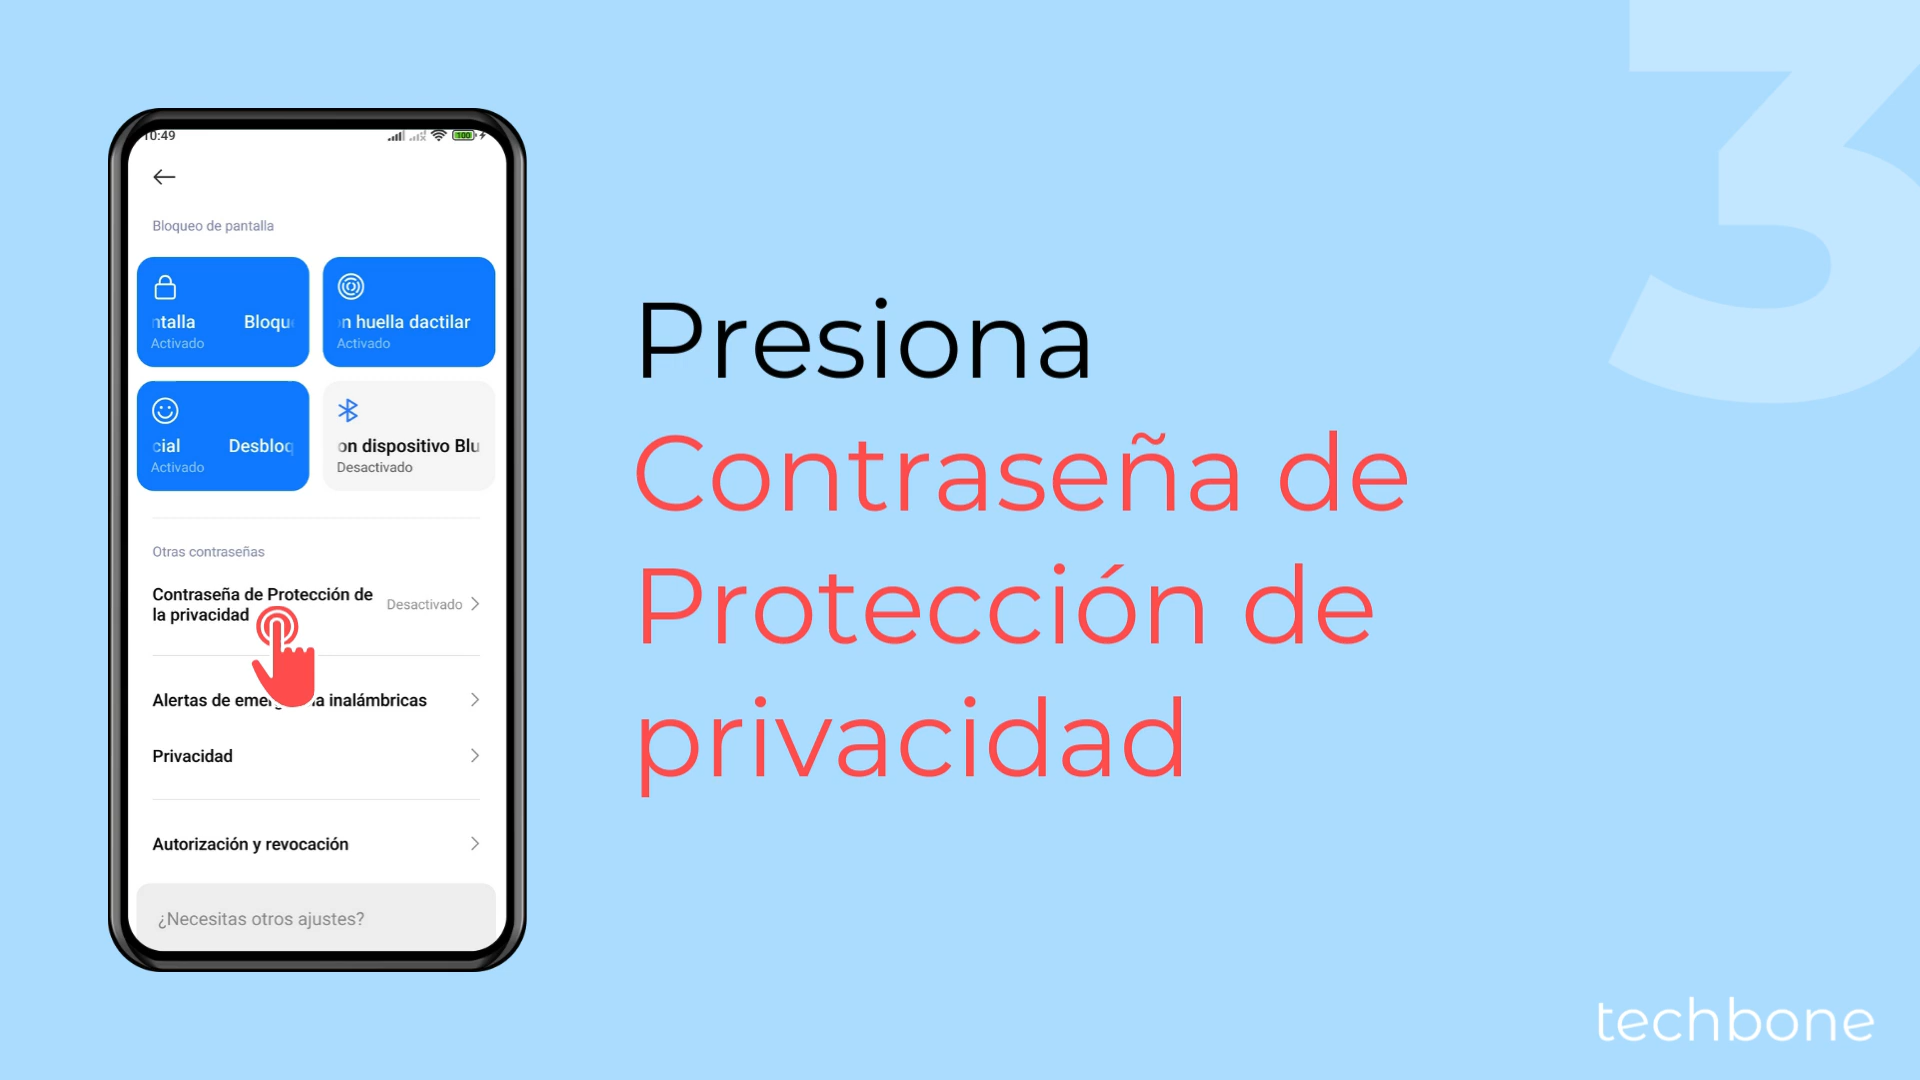 3
10:49
100
Bloqueo de pantalla
ntalla Bloqu
Activado
n huella dactilar
Activado
cial Desbloq
Activado
on dispositivo Blu
Desactivado
Otras contraseñas
Contraseña de Protección de
la privacidad
Desactivado
Alertas de emer a inalámbricas
Privacidad
Autorización y revocación
¿Necesitas otros ajustes?
Presiona
Contraseña de
Protección de
privacidad
techbone